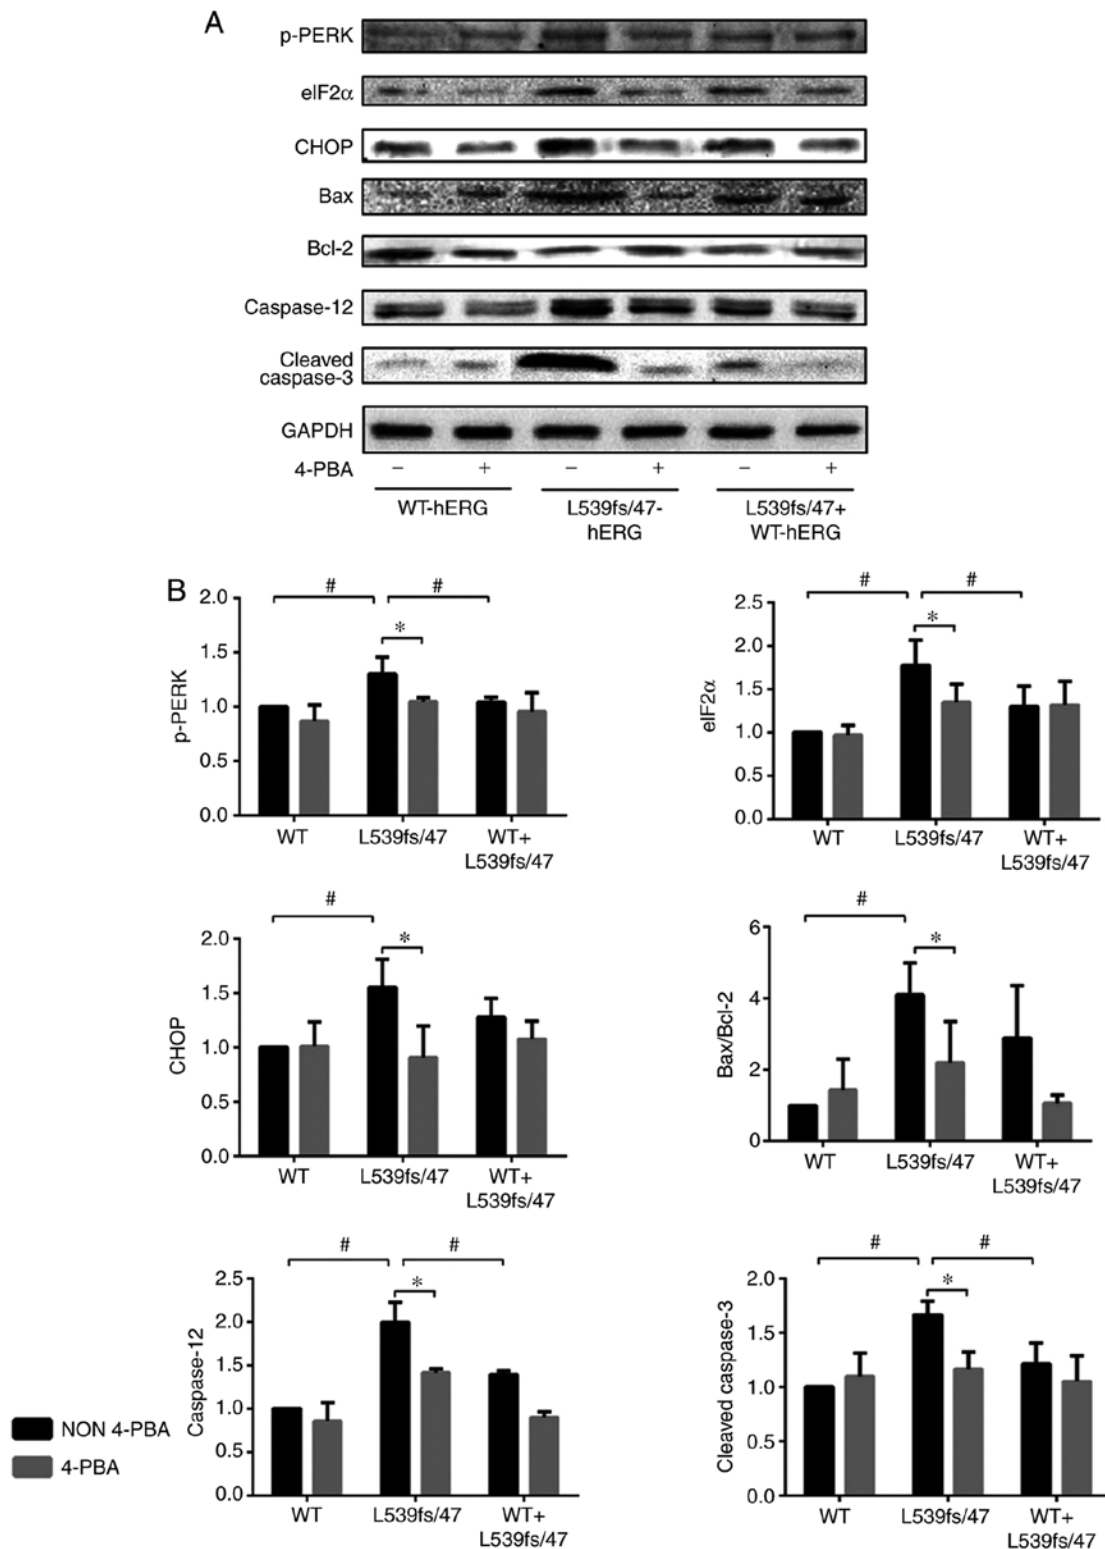 A
p-PERK
eIF2α
CHOP
Bax
Bcl-2
Caspase-12
Cleaved
caspase-3
GAPDH
4-PBA − + − + − +
WT-hERG L539fs/47- L539fs/47+
hERG WT-hERG
B
# #
*
p-PERK
2.0
1.5
1.0
0.5
0.0
WT L539fs/47 WT+
L539fs/47
# #
*
eIF2α
2.5
2.0
1.5
1.0
0.5
0.0
WT L539fs/47 WT+
L539fs/47
#
*
CHOP
2.0
1.5
1.0
0.5
0.0
WT L539fs/47 WT+
L539fs/47
#
*
Bax/Bcl-2
6
4
2
0
WT L539fs/47 WT+
L539fs/47
# #
*
Caspase-12
2.5
2.0
1.5
1.0
0.5
0.0
WT L539fs/47 WT+
L539fs/47
# #
*
Cleaved caspase-3
2.0
1.5
1.0
0.5
0.0
WT L539fs/47 WT+
L539fs/47
NON 4-PBA
4-PBA